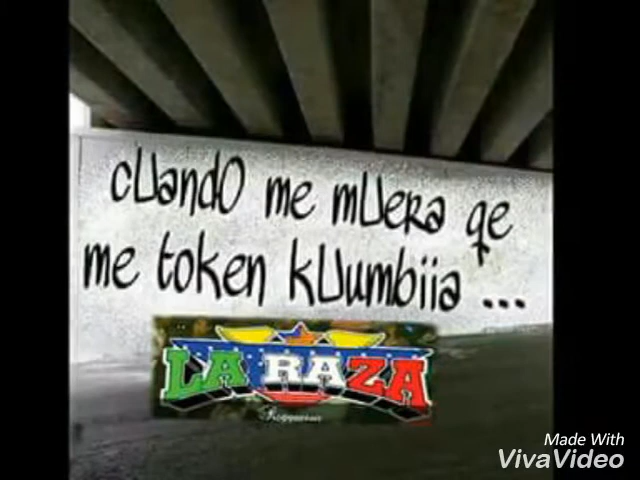 cUandO me mUera qe
me token kUumbiia ...
LA RAZA
Made With
VivaVideo